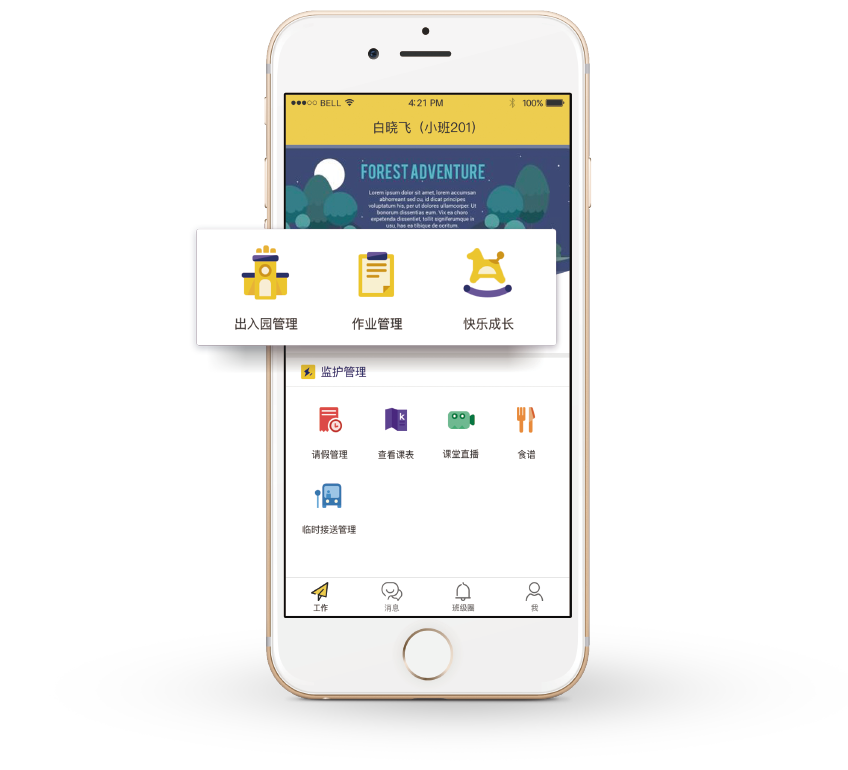 BELL
4:21 PM
100%
白晓飞（小班201）
FOREST ADVENTURE
Lorem ipsum dolor sit amet, lorem accumsan
abhomsant sed cu, id dicat principes
voluptatum his, per ut dolores ullamcorper. Ut
bonorum dissentias eum. Vix ea choro
expetenda dissentiet, tollit signiferumque in
usu, has ea tibique de oortum
出入园管理
作业管理
快乐成长
监护管理
k
请假管理
查看课表
课堂直播
食谱
临时接送管理
工作
消息
班级圈
我